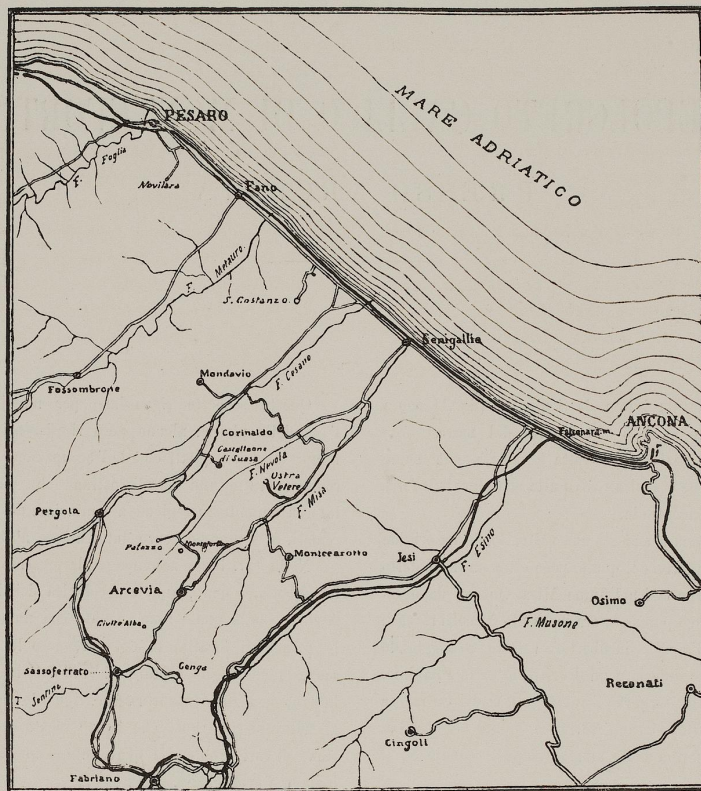 MARE ADRIATICO
PESARO
F. Foglia
Novilara
Fano
F. Metauro.
S. Costanzo
Senigallia
Mondavio
F. Cesano
Fossombrone
ANCONA
Corinaldo
Falconara m.
Castelleone
di Suasa
F. Nevola
Ostra
Vetere
F. Misa
Pergola
Palazzo
Montecarotto
Jesi
F. Esino
Arcevia
Osimo
Civit'Alba
F. Musone
Sassoferrato
Genga
Recanati
T. Sentino
Cingoli
Fabriano